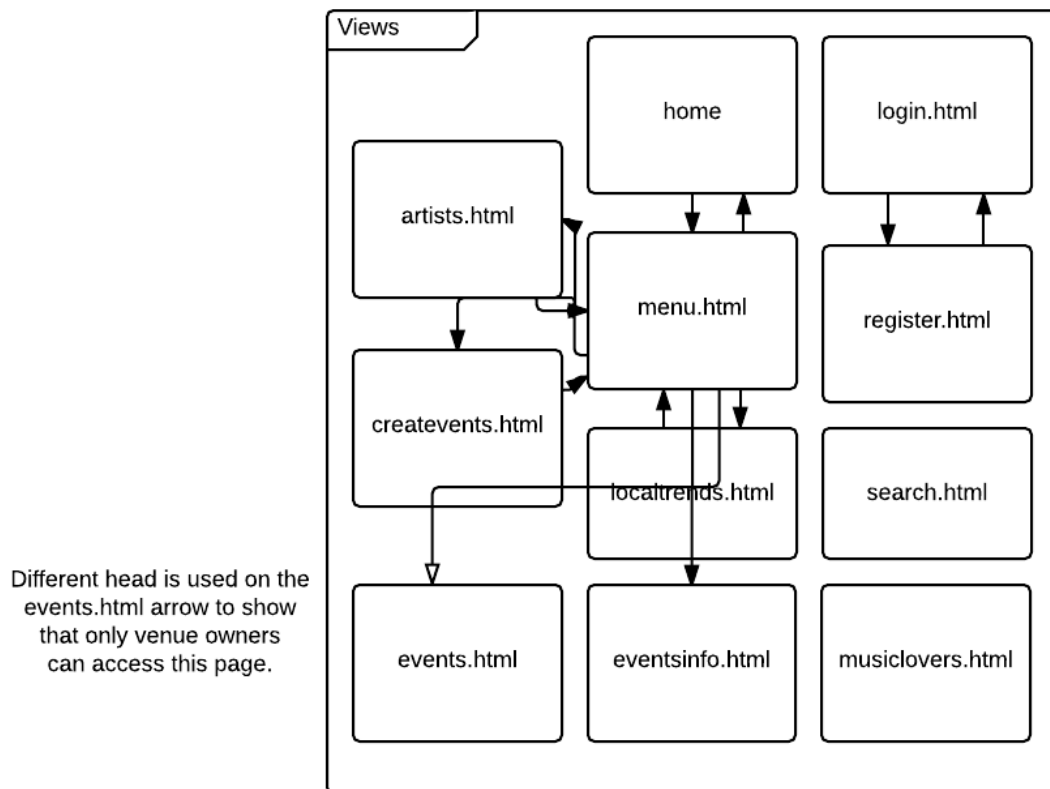 Views
home
login.html
artists.html
menu.html
register.html
createvents.html
localtrends.html
search.html
Different head is used on the
events.html arrow to show
that only venue owners
can access this page.
events.html
eventsinfo.html
musiclovers.html